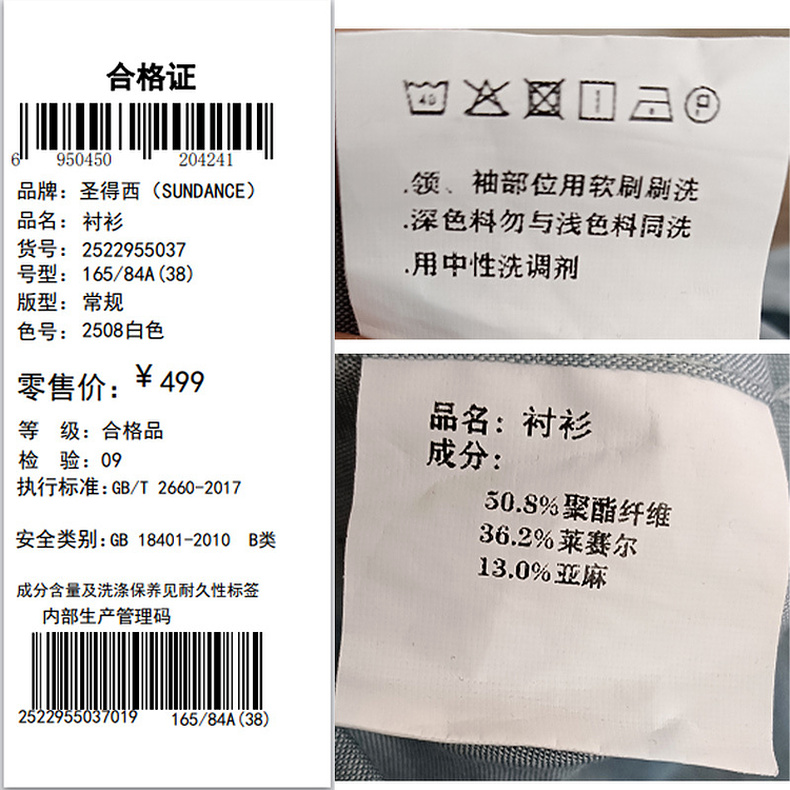 合格证
6 950450 204241
品牌：圣得西（SUNDANCE）
品名：衬衫
货号：2522955037
号型：165/84A(38)
版型：常规
色号：2508白色
零售价：￥499
等 级：合格品
检 验：09
执行标准：GB/T 2660-2017
安全类别：GB 18401-2010 B类
成分含量及洗涤保养见耐久性标签
内部生产管理码
2522955037019 165/84A(38)
40 P
.领、袖部位用软刷刷洗
.深色料勿与浅色料同洗
.用中性洗调剂
品名：衬衫
成分：
50.8%聚酯纤维
36.2%莱赛尔
13.0%亚麻